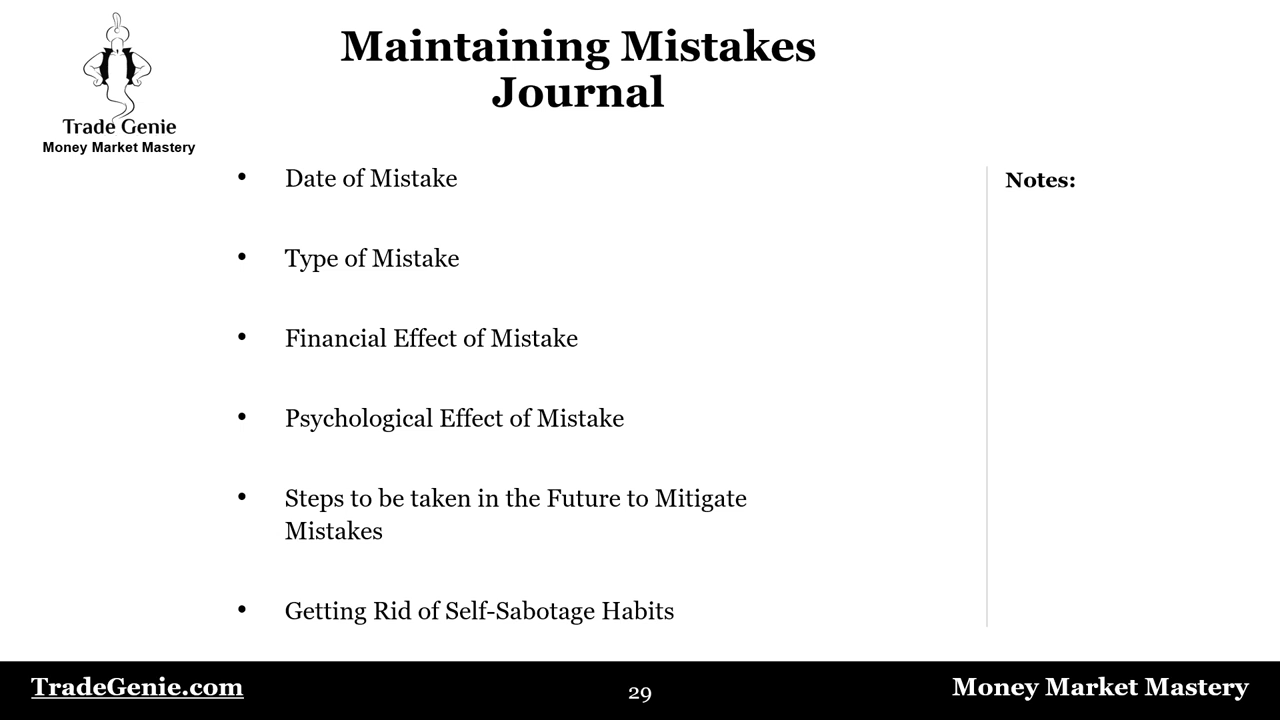 Trade Genie
Money Market Mastery
Maintaining Mistakes
Journal
• Date of Mistake
• Type of Mistake
• Financial Effect of Mistake
• Psychological Effect of Mistake
• Steps to be taken in the Future to Mitigate
Mistakes
• Getting Rid of Self-Sabotage Habits
Notes:
TradeGenie.com
29
Money Market Mastery